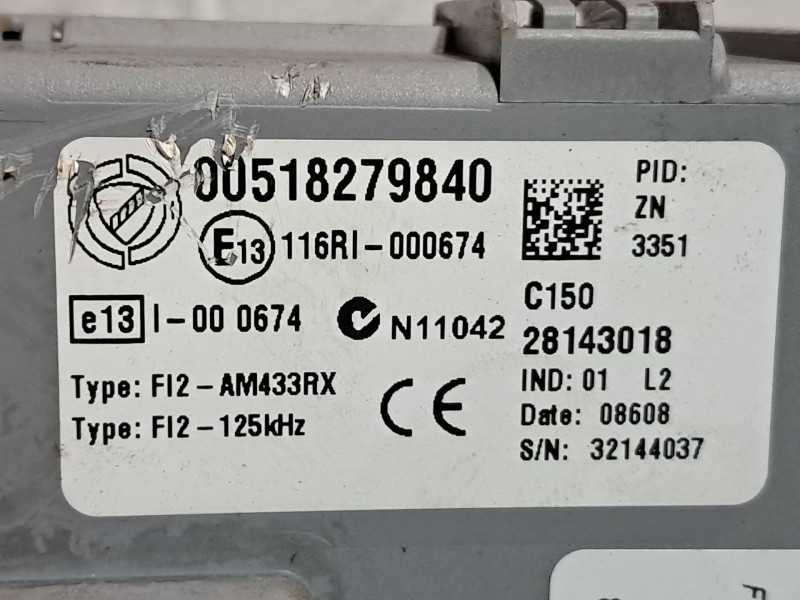 00518279840
E13 116RI-000674
e13 I-00 0674
N11042
Type: FI2-AM433RX
Type: FI2-125kHz
CE
PID:
ZN
3351
C150
28143018
IND: 01 L2
Date: 08608
S/N: 32144037
F